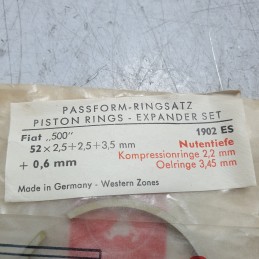 PASSFORM-RINGSATZ
PISTON RINGS - EXPANDER SET
Fiat „500" 1902 ES
52 × 2,5 + 2,5 + 3,5 mm Nutentiefe
+ 0,6 mm Kompressionringe 2,2 mm
Oelringe 3,45 mm
Made in Germany - Western Zones